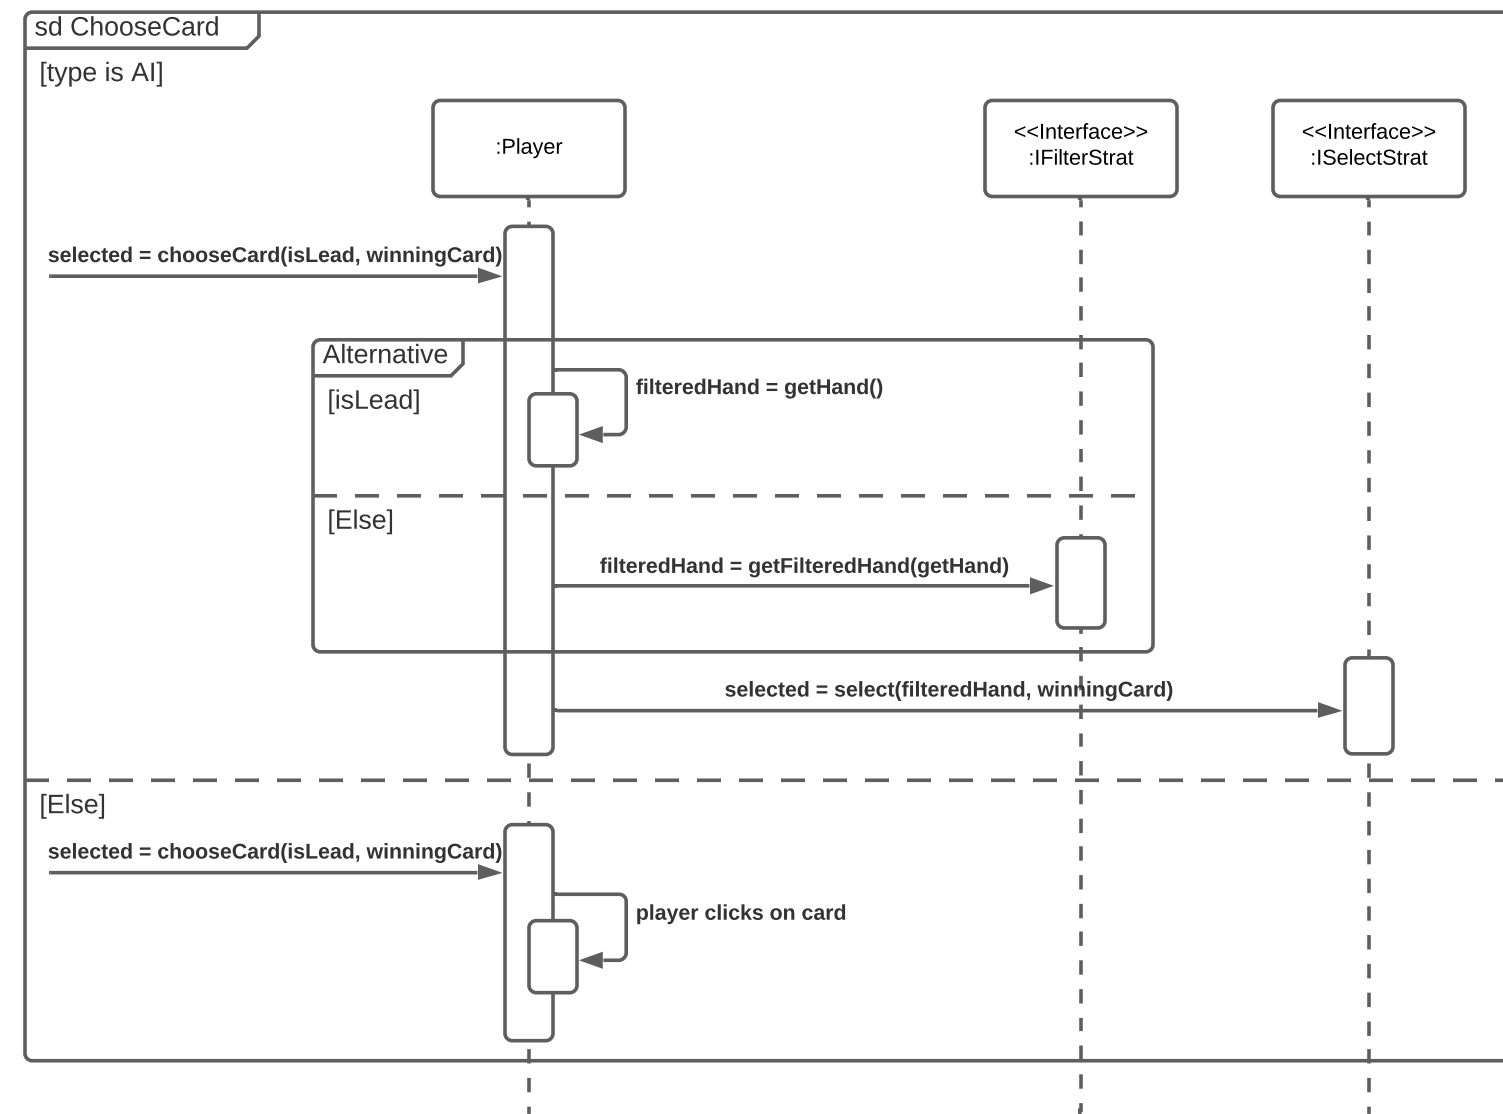 sd ChooseCard
[type is AI]
:Player
<<Interface>>
:IFilterStrat
<<Interface>>
:ISelectStrat
selected = chooseCard(isLead, winningCard)
Alternative
[isLead]
filteredHand = getHand()
[Else]
filteredHand = getFilteredHand(getHand)
selected = select(filteredHand, winningCard)
[Else]
selected = chooseCard(isLead, winningCard)
player clicks on card